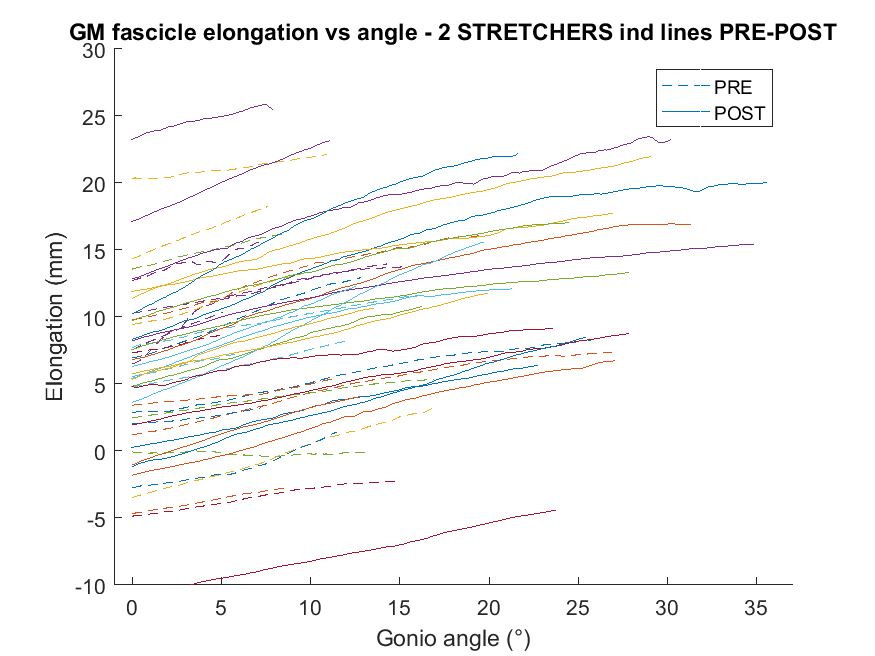 GM fascicle elongation vs angle - 2 STRETCHERS ind lines PRE-POST
30
25
20
15
10
5
0
-5
-10
Elongation (mm)
PRE
POST
0 5 10 15 20 25 30 35
Gonio angle (°)